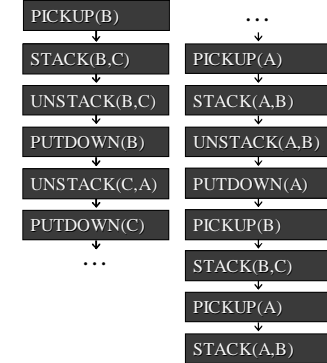 PICKUP(B)
STACK(B,C)
UNSTACK(B,C)
PUTDOWN(B)
UNSTACK(C,A)
PUTDOWN(C)
...
...
PICKUP(A)
STACK(A,B)
UNSTACK(A,B)
PUTDOWN(A)
PICKUP(B)
STACK(B,C)
PICKUP(A)
STACK(A,B)